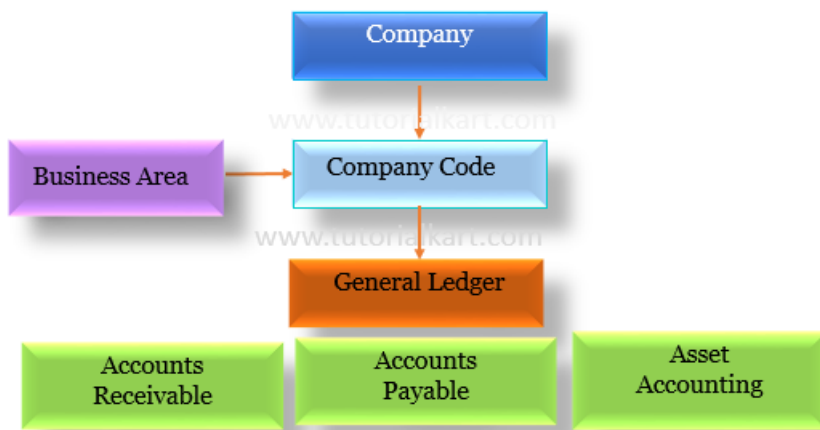 Company
www.tutorialkart.com
Business Area
Company Code
www.tutorialkart.com
General Ledger
Accounts
Receivable
Accounts
Payable
Asset
Accounting